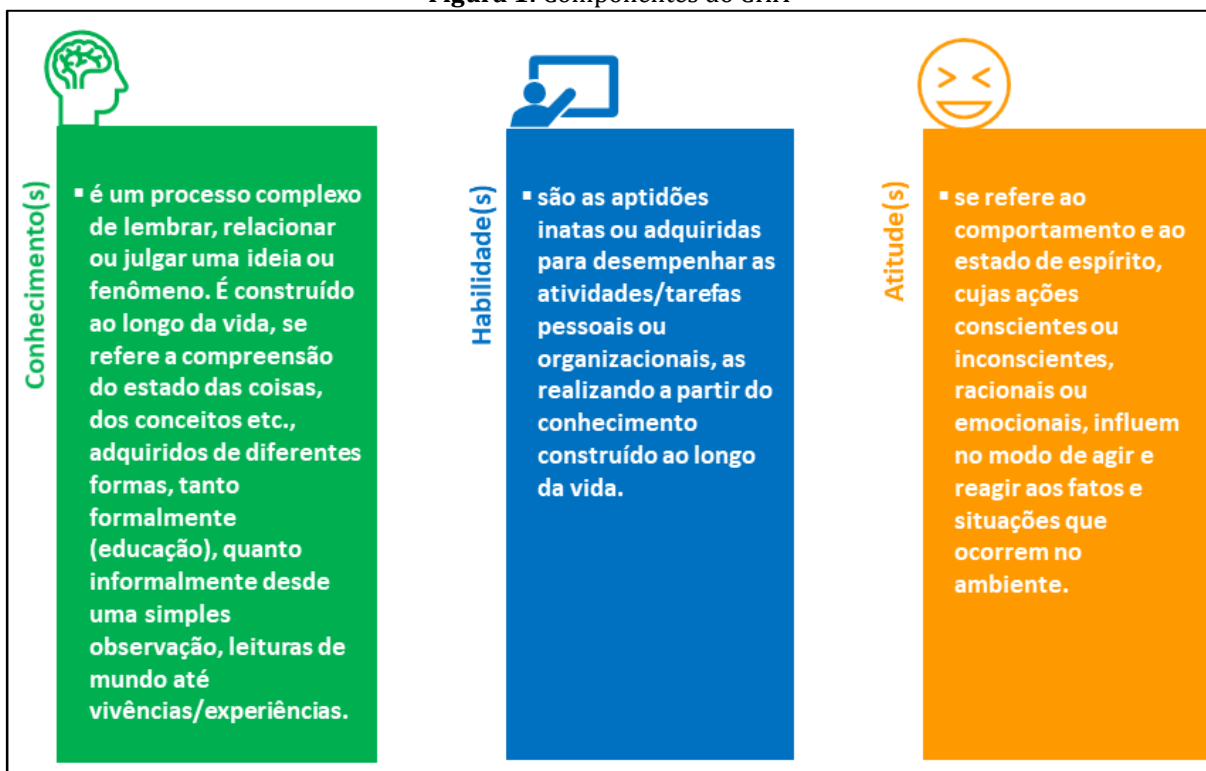 Figura 1. Componentes do CHA
Conhecimento(s)
▪ é um processo complexo
de lembrar, relacionar
ou julgar uma ideia ou
fenômeno. É construído
ao longo da vida, se
refere a compreensão
do estado das coisas,
dos conceitos etc.,
adquiridos de diferentes
formas, tanto
formalmente
(educação), quanto
informalmente desde
uma simples
observação, leituras de
mundo até
vivências/experiências.
Habilidade(s)
▪ são as aptidões
inatas ou adquiridas
para desempenhar as
atividades/tarefas
pessoais ou
organizacionais, as
realizando a partir do
conhecimento
construído ao longo
da vida.
Atitude(s)
▪ se refere ao
comportamento e ao
estado de espírito,
cujas ações
conscientes ou
inconscientes,
racionais ou
emocionais, influem
no modo de agir e
reagir aos fatos e
situações que
ocorrem no
ambiente.